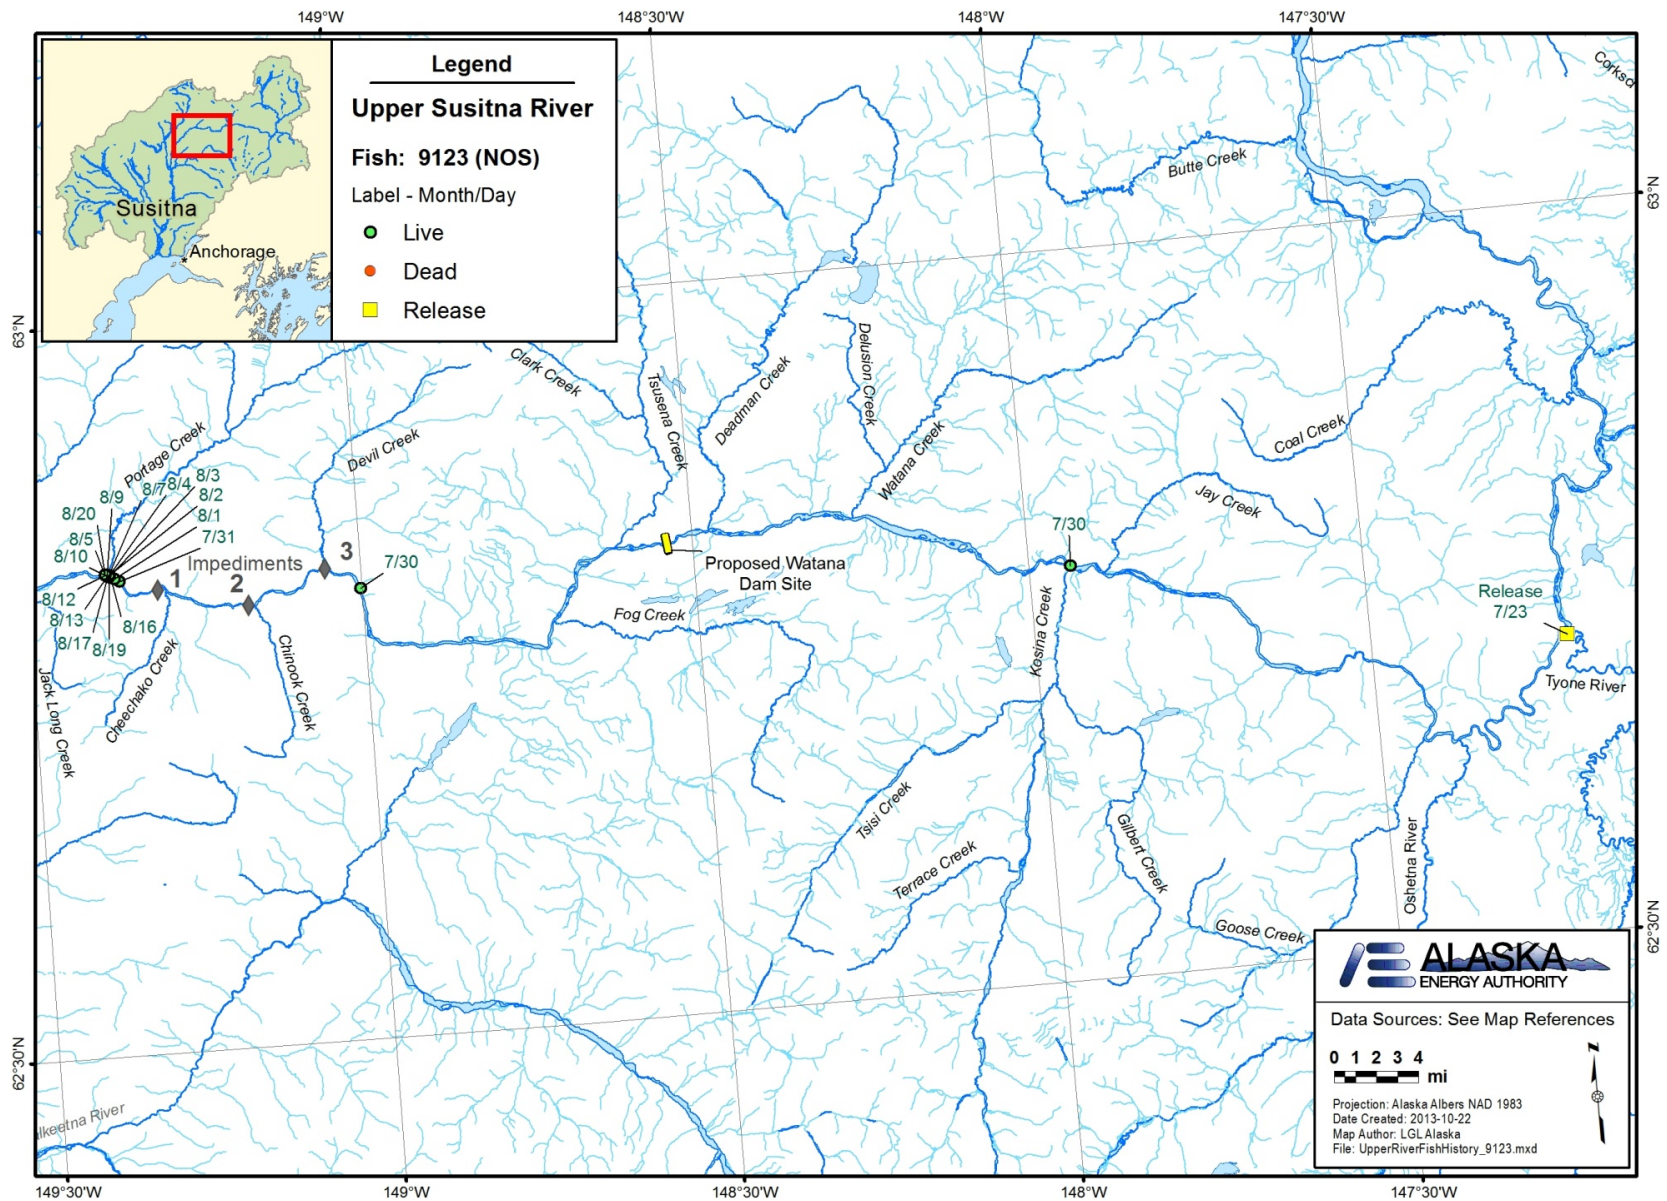 149°W
148°30'W
148°W
147°30'W
Legend
Upper Susitna River
Fish: 9123 (NOS)
Label - Month/Day
Live
Dead
Release
Susitna
Anchorage
Butte Creek
63°N
63°N
Clark Creek
Tsusena Creek
Deadman Creek
Delusion Creek
Watana Creek
Coal Creek
Jay Creek
Portage Creek
Devil Creek
8/9
8/7
8/4
8/3
8/2
8/1
7/31
8/20
8/5
8/10
Impediments
1
2
3
7/30
7/30
Proposed Watana
Dam Site
Release
7/23
8/12
8/13
8/17
8/19
8/16
Fog Creek
Kosina Creek
Tyone River
Jack Long Creek
Cheechako Creek
Chinook Creek
Tsisi Creek
Terrace Creek
Gilbert Creek
Oshetna River
Goose Creek
62°30'N
62°30'N
ALASKA
ENERGY AUTHORITY
Data Sources: See Map References
0 1 2 3 4
mi
N
Projection: Alaska Albers NAD 1983
Date Created: 2013-10-22
Map Author: LGL Alaska
File: UpperRiverFishHistory_9123.mxd
lkeetna River
149°30'W
149°W
148°30'W
148°W
147°30'W